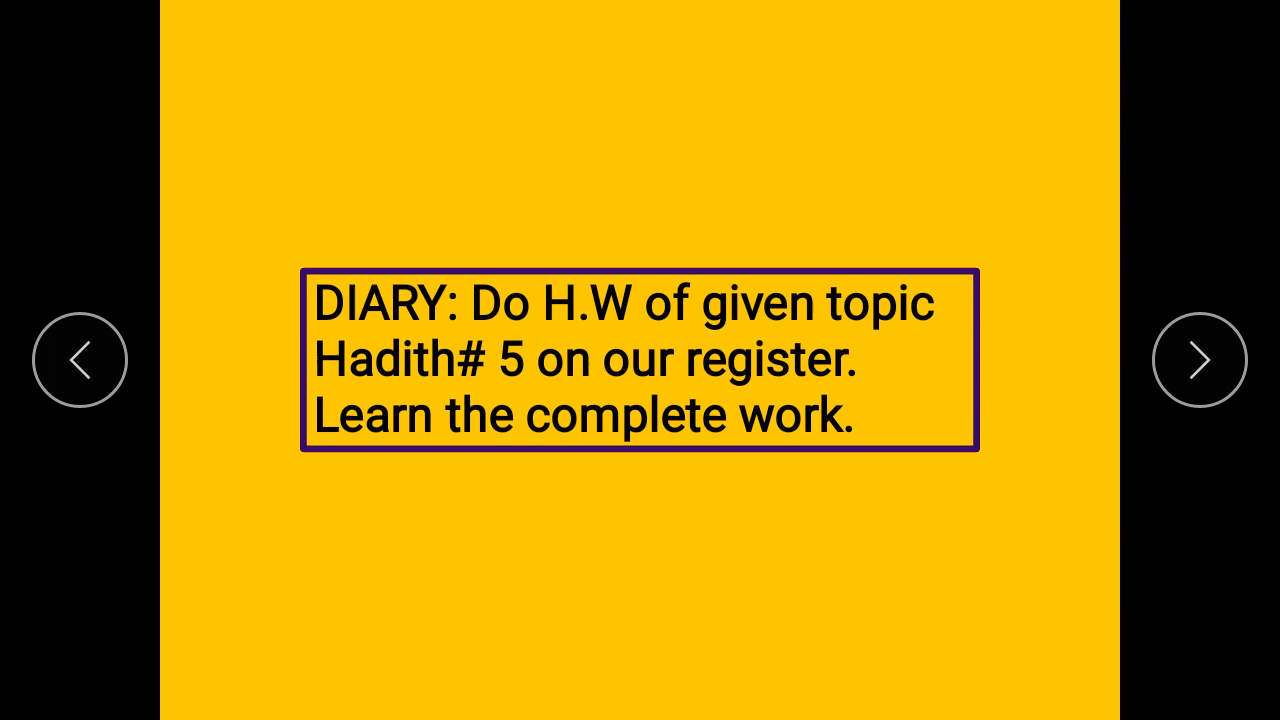 DIARY: Do H.W of given topic
Hadith# 5 on our register.
Learn the complete work.